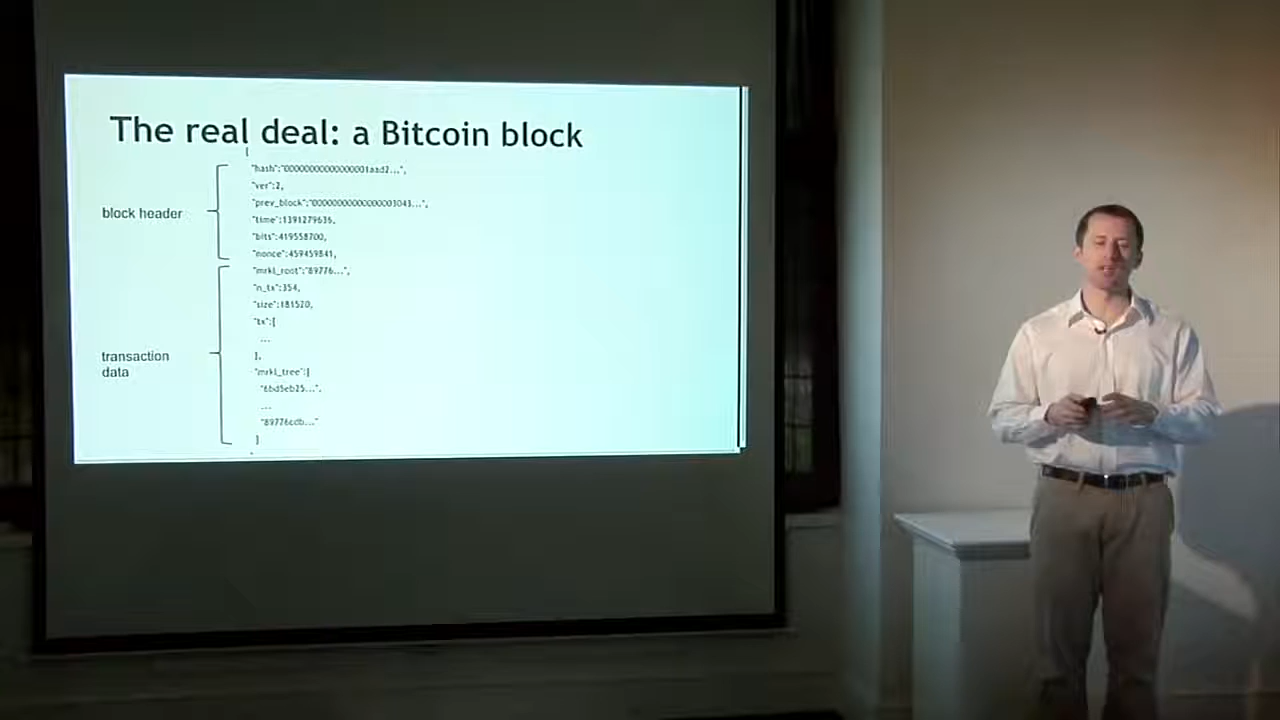 The real deal: a Bitcoin block
{
"hash":"00000000000000001aad2...",
"ver":2,
"prev_block":"00000000000000003043...",
block header
"time":1391279636,
"bits":419558700,
"nonce":459459841,
"mrkl_root":"89776...",
"n_tx":354,
"size":181520,
"tx":[
...
],
transaction
data
"mrkl_tree":[
"6bd5eb25...",
...
"89776cdb..."
]